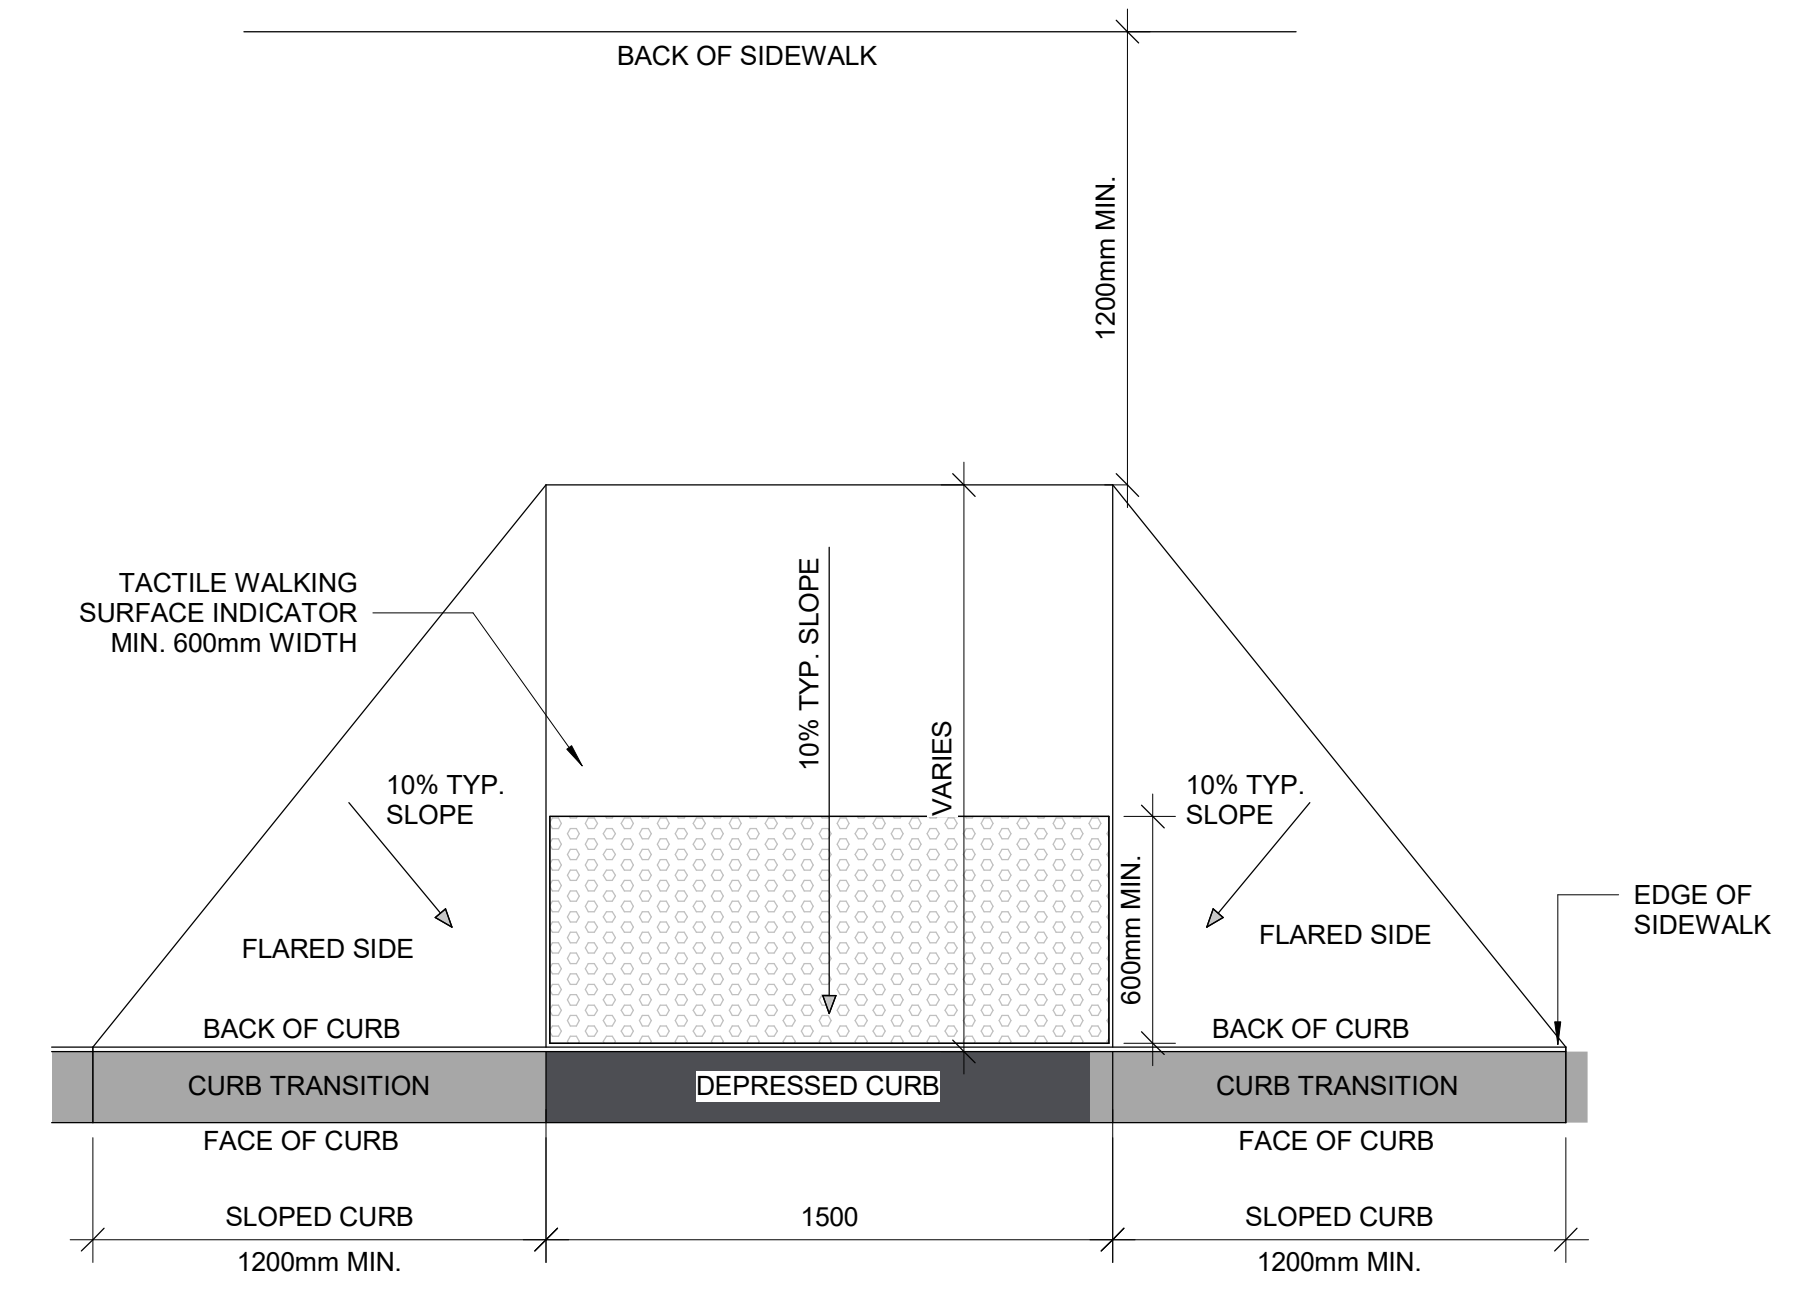 BACK OF SIDEWALK
1200mm MIN.
TACTILE WALKING
SURFACE INDICATOR
MIN. 600mm WIDTH
10% TYP. SLOPE
VARIES
10% TYP.
SLOPE
10% TYP.
SLOPE
600mm MIN.
EDGE OF
SIDEWALK
FLARED SIDE
FLARED SIDE
BACK OF CURB
BACK OF CURB
CURB TRANSITION
DEPRESSED CURB
CURB TRANSITION
FACE OF CURB
FACE OF CURB
SLOPED CURB
1200mm MIN.
1500
SLOPED CURB
1200mm MIN.